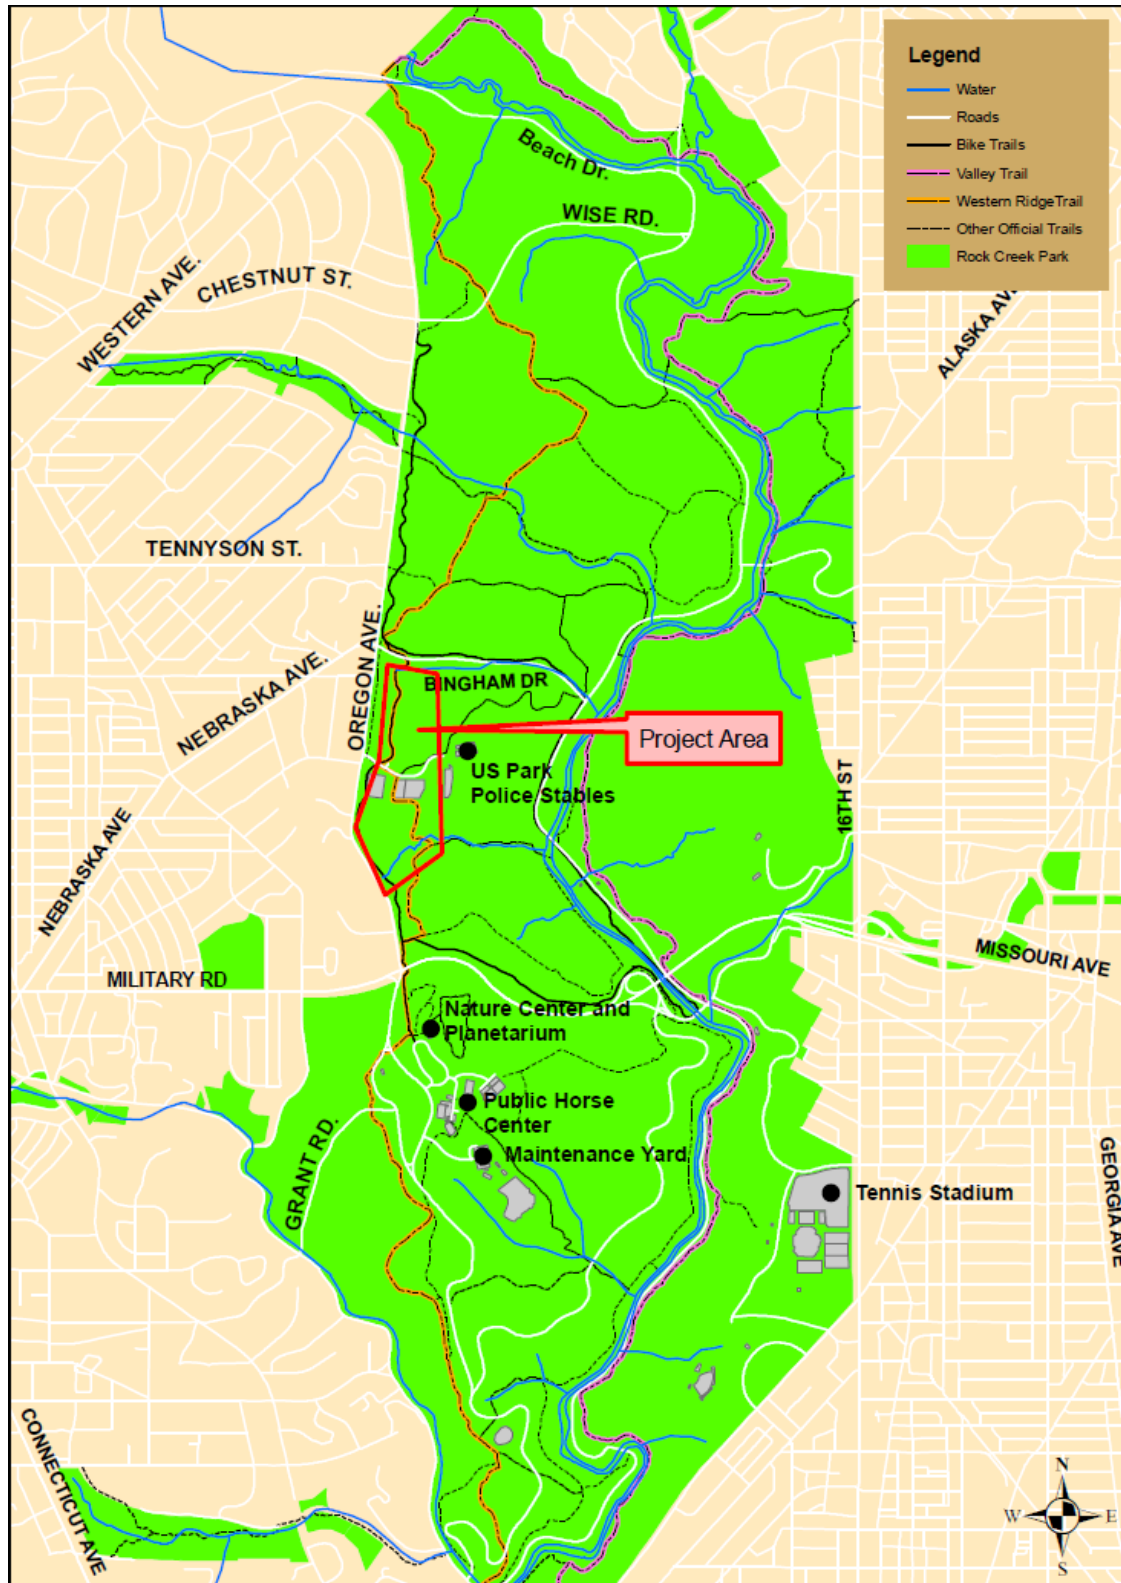 Legend
Water
Roads
Bike Trails
Valley Trail
Western RidgeTrail
Other Official Trails
Rock Creek Park
Beach Dr.
WISE RD.
WESTERN AVE.
CHESTNUT ST.
ALASKA AVE
TENNYSON ST.
OREGON AVE.
NEBRASKA AVE.
BINGHAM DR
Project Area
US Park
Police Stables
16TH ST
NEBRASKA AVE
MISSOURI AVE
MILITARY RD
Nature Center and
Planetarium
Public Horse
Center
GRANT RD.
Maintenance Yard
Tennis Stadium
GEORGIA AVE
CONNECTICUT AVE
N
W
E
S